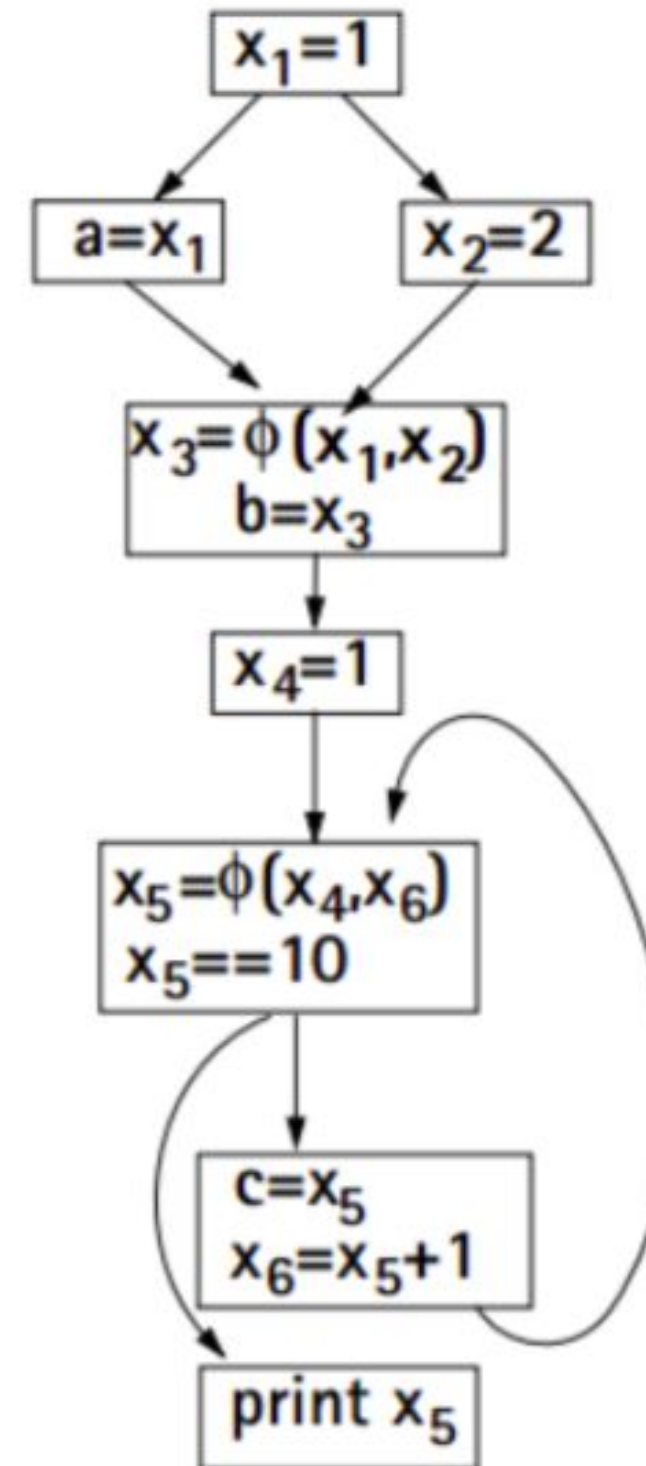 x₁=1
a=x₁
x₂=2
x₃=ϕ(x₁,x₂)
b=x₃
x₄=1
x₅=ϕ(x₄,x₆)
x₅==10
c=x₅
x₆=x₅+1
print x₅